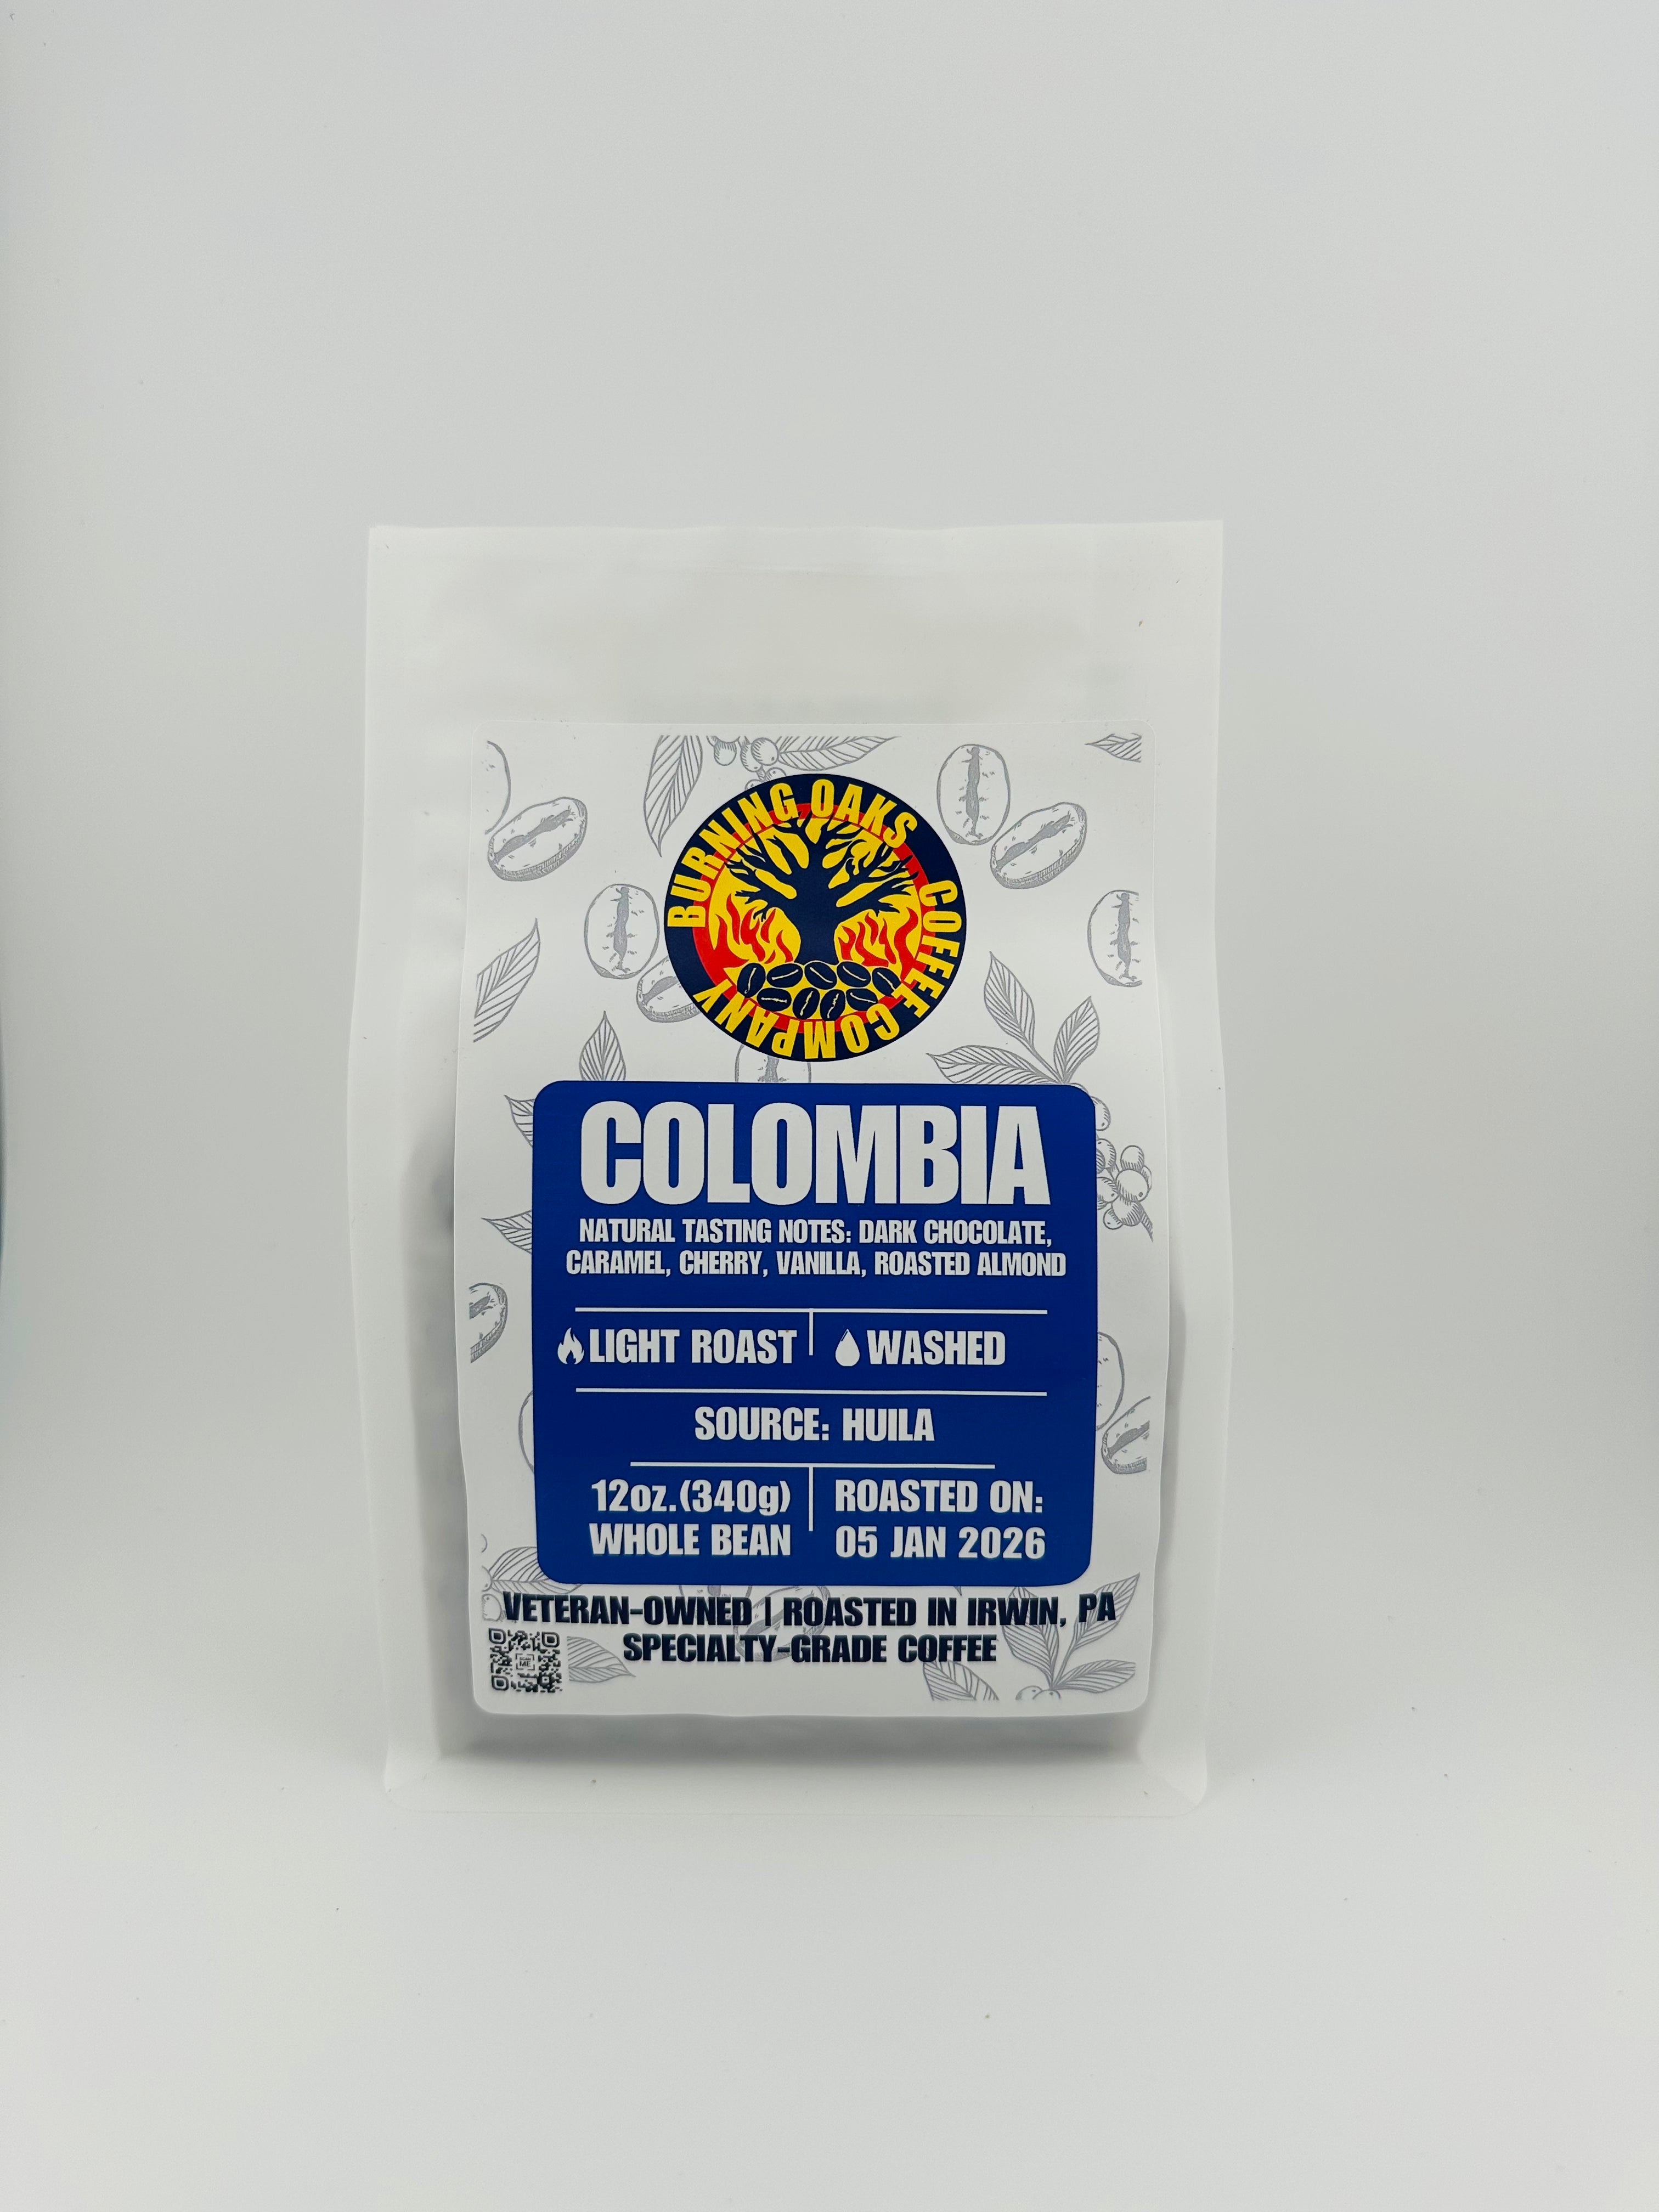 BURNING OAKS COFFEE COMPANY
COLOMBIA
NATURAL TASTING NOTES: DARK CHOCOLATE,
CARAMEL, CHERRY, VANILLA, ROASTED ALMOND
LIGHT ROAST
WASHED
SOURCE: HUILA
12oz.(340g)
WHOLE BEAN
ROASTED ON:
05 JAN 2026
VETERAN-OWNED | ROASTED IN IRWIN, PA
SPECIALTY-GRADE COFFEE
ME